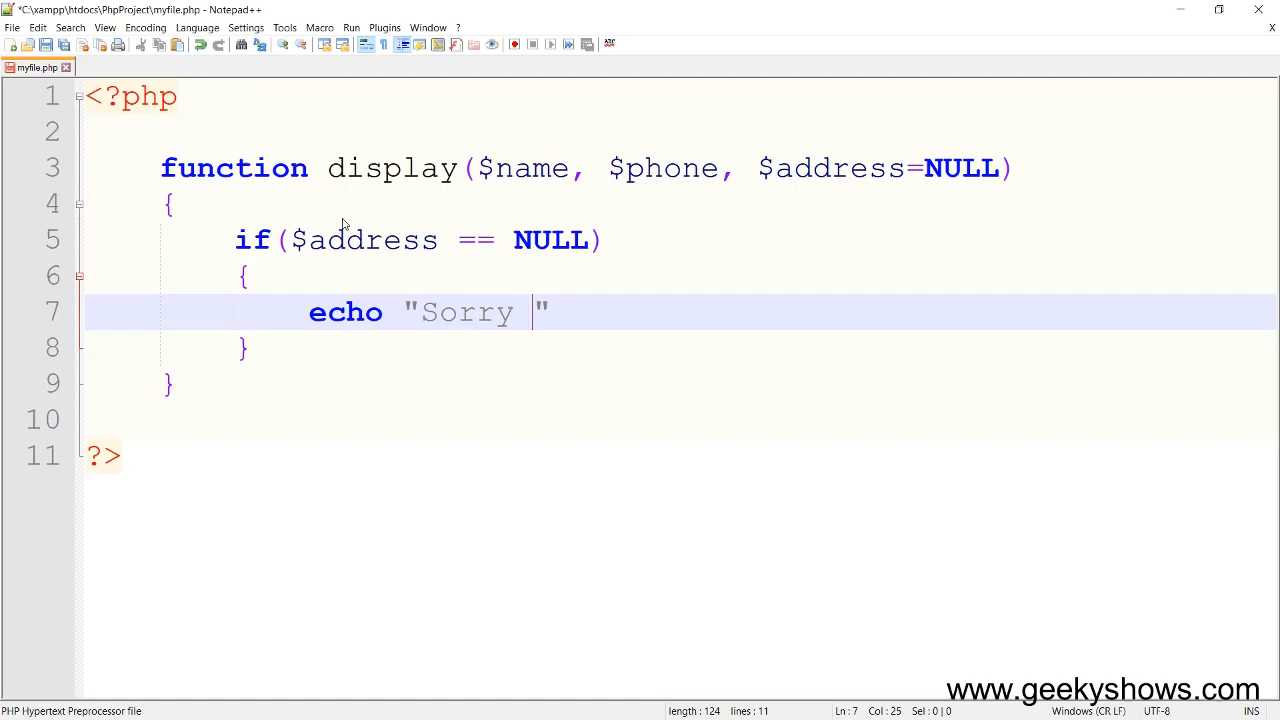 *C:\xampp\htdocs\PhpProject\myfile.php - Notepad++
File Edit Search View Encoding Language Settings Tools Macro Run Plugins Window ? X
myfile.php
1 <?php
2
3 function display($name, $phone, $address=NULL)
4 {
5 if($address == NULL)
6 {
7 echo "Sorry "
8 }
9 }
10
11 ?>
www.geekyshows.com
PHP Hypertext Preprocessor file length : 124 lines : 11 Ln : 7 Col : 25 Sel : 0 | 0 Windows (CR LF) UTF-8 INS